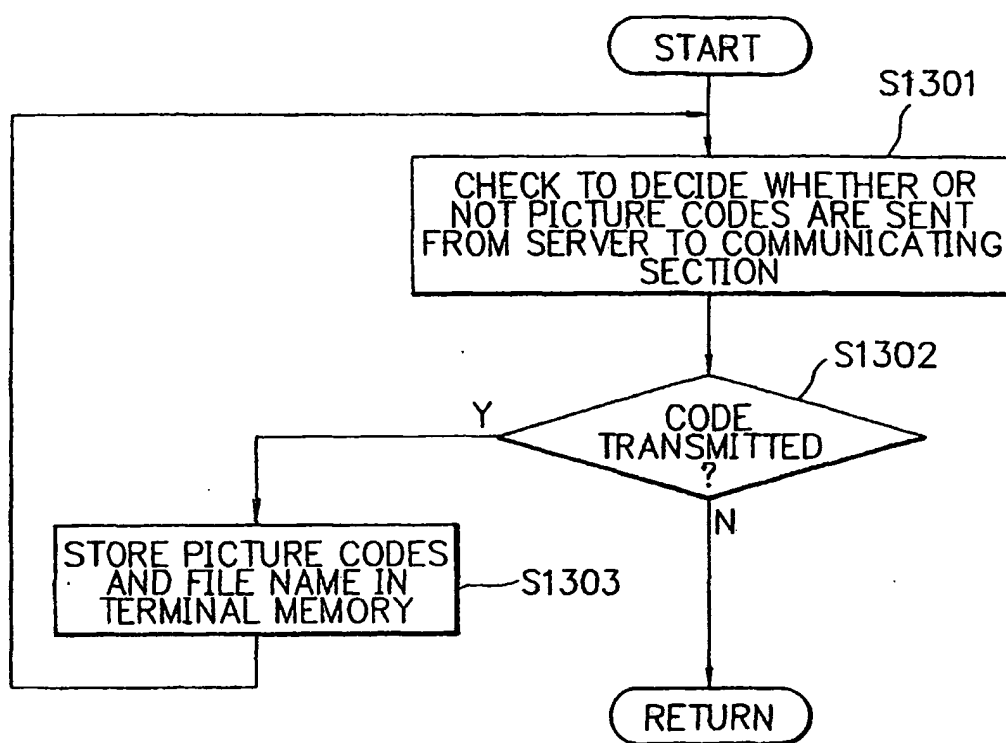 START
S1301
CHECK TO DECIDE WHETHER OR
NOT PICTURE CODES ARE SENT
FROM SERVER TO COMMUNICATING
SECTION
S1302
Y
CODE
TRANSMITTED
?
N
STORE PICTURE CODES
AND FILE NAME IN
TERMINAL MEMORY
S1303
RETURN